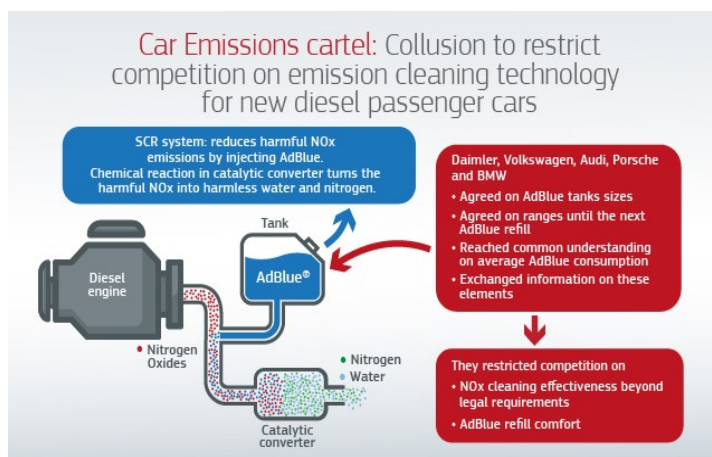 Car Emissions cartel: Collusion to restrict
competition on emission cleaning technology
for new diesel passenger cars
SCR system: reduces harmful NOx
emissions by injecting AdBlue.
Chemical reaction in catalytic converter turns the
harmful NOx into harmless water and nitrogen.
Daimler, Volkswagen, Audi, Porsche
and BMW
• Agreed on AdBlue tanks sizes
• Agreed on ranges until the next
AdBlue refill
• Reached common understanding
on average AdBlue consumption
• Exchanged information on these
elements
Tank
AdBlue®
Diesel
engine
• Nitrogen
Oxides
• Nitrogen
• Water
Catalytic
converter
They restricted competition on
• NOx cleaning effectiveness beyond
legal requirements
• AdBlue refill comfort